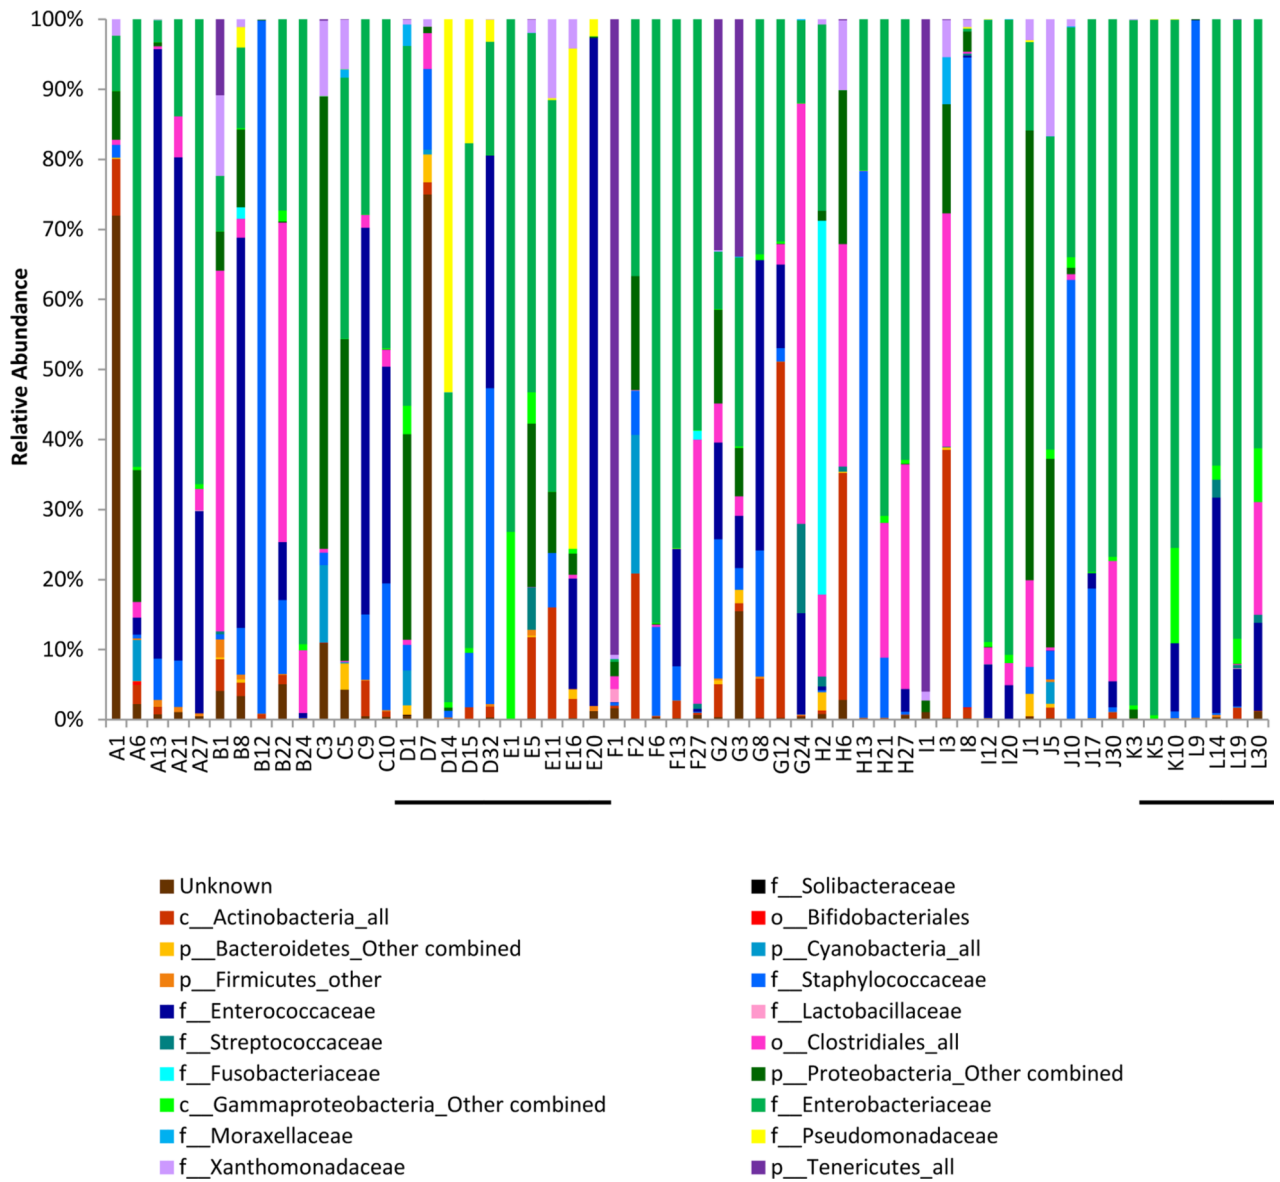 100%
90%
80%
70%
60%
50%
40%
30%
20%
10%
0%
Relative Abundance
A1 A6 A13 A21 A27 B1 B8 B12 B22 B24 C3 C5 C9 C10 D1 D7 D14 D15 D32 E1 E5 E11 E16 E20 F1 F2 F6 F13 F27 G2 G3 G8 G12 G24 H2 H6 H13 H21 H27 I1 I3 I8 I12 I20 J1 J5 J10 J17 J30 K3 K5 K10 L9 L14 L19 L30
Unknown
f__Solibacteraceae
c__Actinobacteria_all
o__Bifidobacteriales
p__Bacteroidetes_Other combined
p__Cyanobacteria_all
p__Firmicutes_other
f__Staphylococcaceae
f__Enterococcaceae
f__Lactobacillaceae
f__Streptococcaceae
o__Clostridiales_all
f__Fusobacteriaceae
p__Proteobacteria_Other combined
c__Gammaproteobacteria_Other combined
f__Enterobacteriaceae
f__Moraxellaceae
f__Pseudomonadaceae
f__Xanthomonadaceae
p__Tenericutes_all